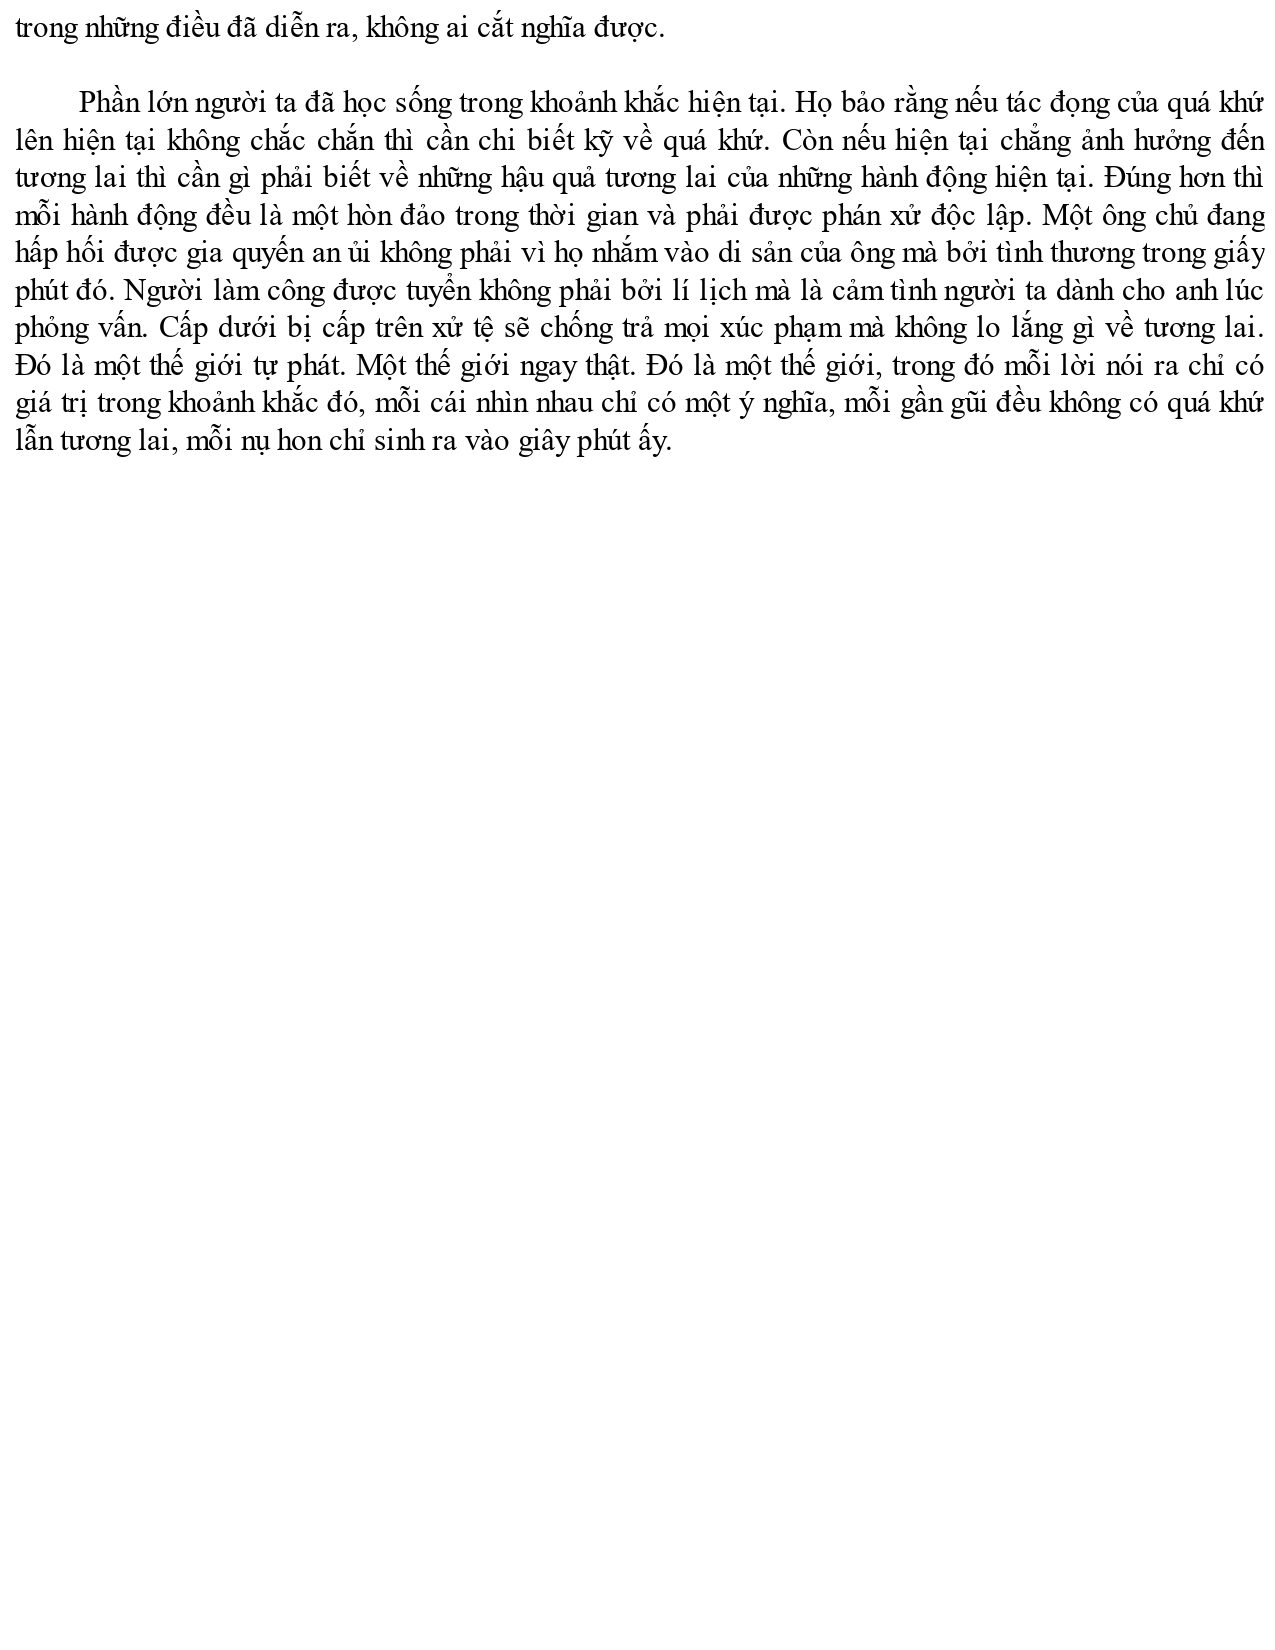 trong những điều đã diễn ra, không ai cắt nghĩa được.
Phần lớn người ta đã học sống trong khoảnh khắc hiện tại. Họ bảo rằng nếu tác đọng của quá khứ
lên hiện tại không chắc chắn thì cần chi biết kỹ về quá khứ. Còn nếu hiện tại chẳng ảnh hưởng đến
tương lai thì cần gì phải biết về những hậu quả tương lai của những hành động hiện tại. Đúng hơn thì
mỗi hành động đều là một hòn đảo trong thời gian và phải được phán xử độc lập. Một ông chủ đang
hấp hối được gia quyến an ủi không phải vì họ nhắm vào di sản của ông mà bởi tình thương trong giấy
phút đó. Người làm công được tuyển không phải bởi lí lịch mà là cảm tình người ta dành cho anh lúc
phỏng vấn. Cấp dưới bị cấp trên xử tệ sẽ chống trả mọi xúc phạm mà không lo lắng gì về tương lai.
Đó là một thế giới tự phát. Một thế giới ngay thật. Đó là một thế giới, trong đó mỗi lời nói ra chỉ có
giá trị trong khoảnh khắc đó, mỗi cái nhìn nhau chỉ có một ý nghĩa, mỗi gần gũi đều không có quá khứ
lẫn tương lai, mỗi nụ hon chỉ sinh ra vào giây phút ấy.